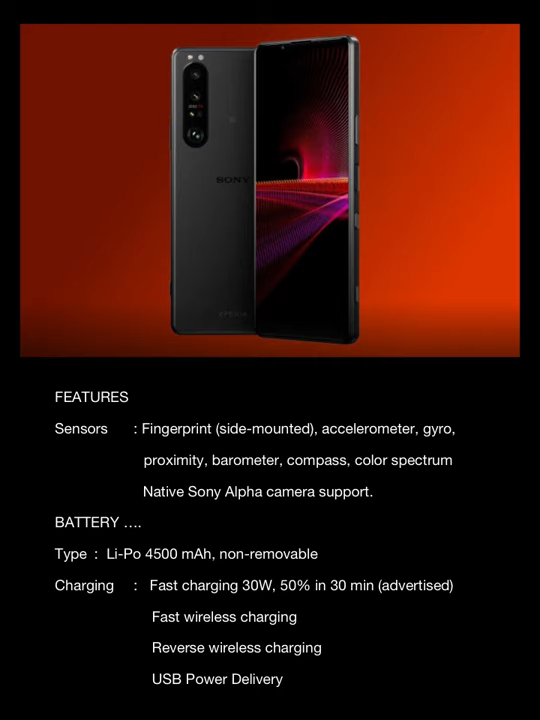 SONY
XPERIA
FEATURES
Sensors : Fingerprint (side-mounted), accelerometer, gyro,
proximity, barometer, compass, color spectrum
Native Sony Alpha camera support.
BATTERY ....
Type : Li-Po 4500 mAh, non-removable
Charging : Fast charging 30W, 50% in 30 min (advertised)
Fast wireless charging
Reverse wireless charging
USB Power Delivery